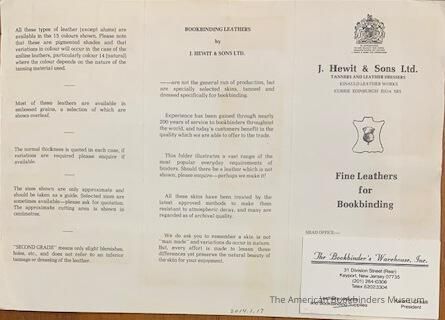 All these types of leather (except alums) are
available in the 15 colours shown. Please note
that these are pigmented shades and that
variations in colour will occur in the case of the
aniline leathers, particularly colour 14 (natural)
where the colour depends on the nature of the
tanning material used.
Most of these leathers are available in
embossed grains, a selection of which are
shown overleaf.
The normal thickness is quoted in each case, if
variations are required please enquire if
available.
The sizes shown are only approximate and
should be taken as a guide. Selected sizes are
sometimes available—please ask for quotation.
The approximate cutting area is shown in
centimetres.
"SECOND GRADE" means only slight blemishes,
holes, etc., and does not refer to an inferior
tannage or dressing of the leather.
BOOKBINDING LEATHERS
by
J. HEWIT & SONS LTD.
——are not the general run of production, but
are specially selected skins, tanned and
dressed specifically for bookbinding.
Experience has been gained through nearly
200 years of service to bookbinders throughout
the world, and today's customers benefit in the
quality which we are able to offer to the trade.
This folder illustrates a vast range of the
most popular everyday requirements of
binders. Should there be a leather which is not
shown, please enquire—perhaps we make it!
All these skins have been treated by the
latest approved methods to make them
resistant to atmospheric decay, and many are
regarded as of archival quality.
We do ask you to remember a skin is not
"man made" and variations do occur in nature.
But, every effort is made to lessen these
differences yet preserve the natural beauty of
the skin for your enjoyment.
2014.1.17
J. Hewit & Sons Ltd.
TANNERS AND LEATHER DRESSERS
KINAULD LEATHER WORKS
CURRIE EDINBURGH EH14 5RS
Fine Leathers
for
Bookbinding
HEAD OFFICE:—
The Bookbinder's Warehouse, Inc.
31 Division Street (Rear)
Keyport, New Jersey 07735
(201) 264-0306
Telex 6202304
President
The American Bookbinders Museum